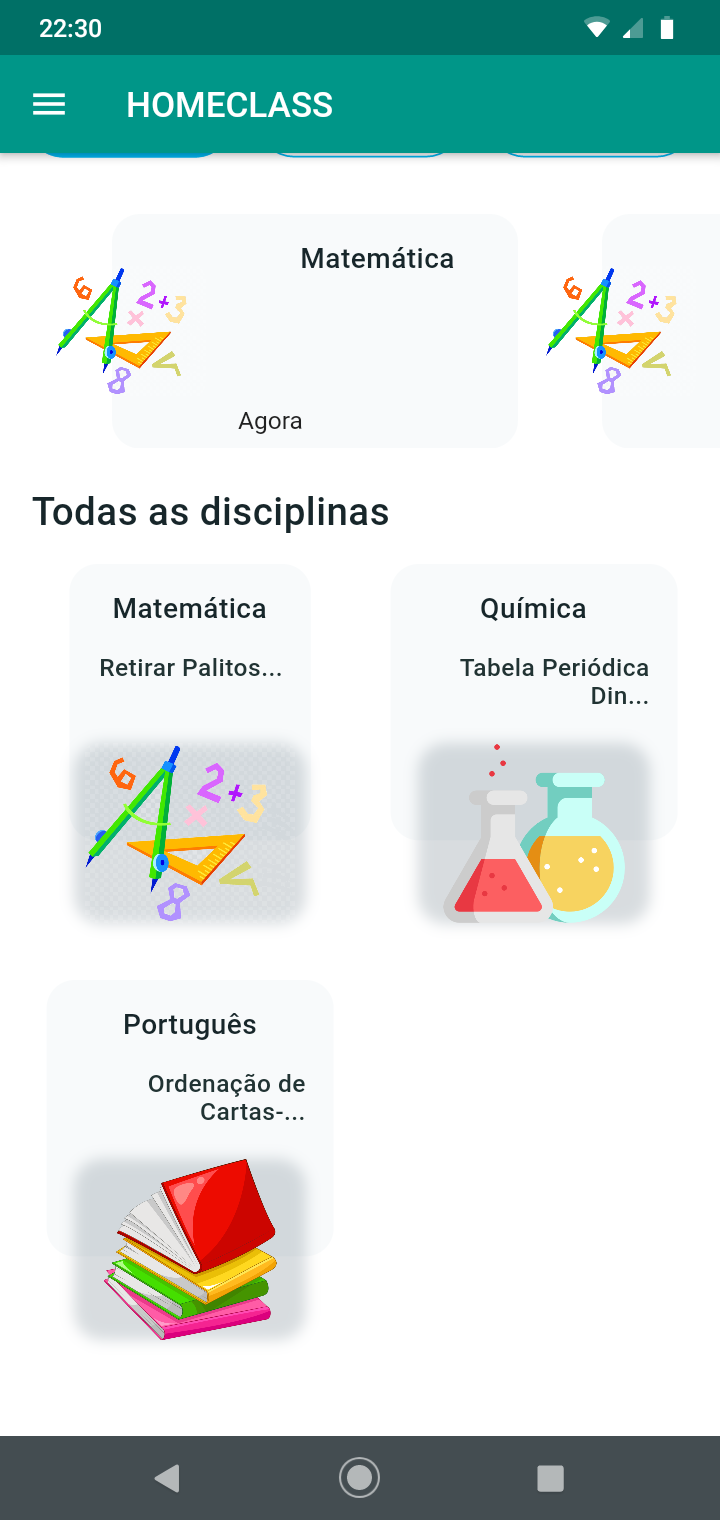 22:30
HOMECLASS
Matemática
Agora
Todas as disciplinas
Matemática
Retirar Palitos...
Química
Tabela Periódica
Din...
Português
Ordenação de
Cartas-...